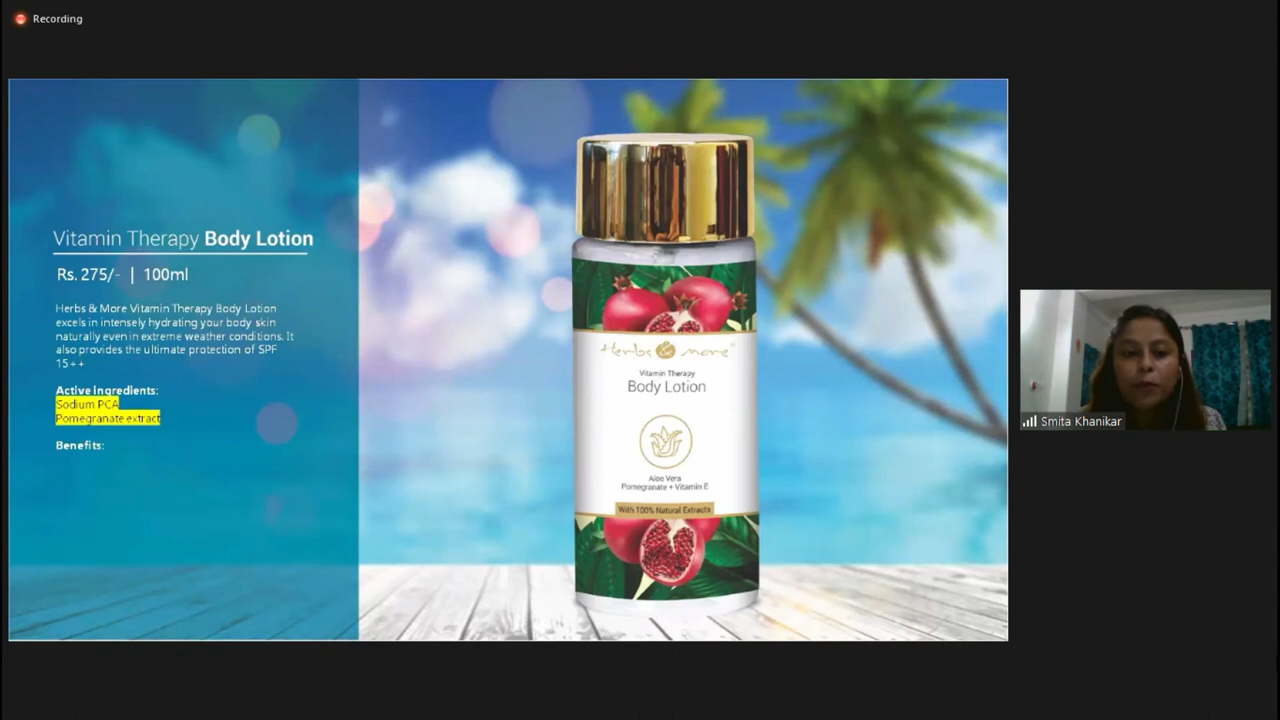 Recording
Vitamin Therapy Body Lotion
Rs. 275/- | 100ml
Herbs & More Vitamin Therapy Body Lotion
excels in intensely hydrating your body skin
naturally even in extreme weather conditions. It
also provides the ultimate protection of SPF
15++
Active ingredients:
Sodium PCA
Pomegranate extract
Benefits:
Herbs & More
Vitamin Therapy
Body Lotion
Aloe Vera
Pomegranate + Vitamin E
With 100% Natural Extracts
Smita Khanikar